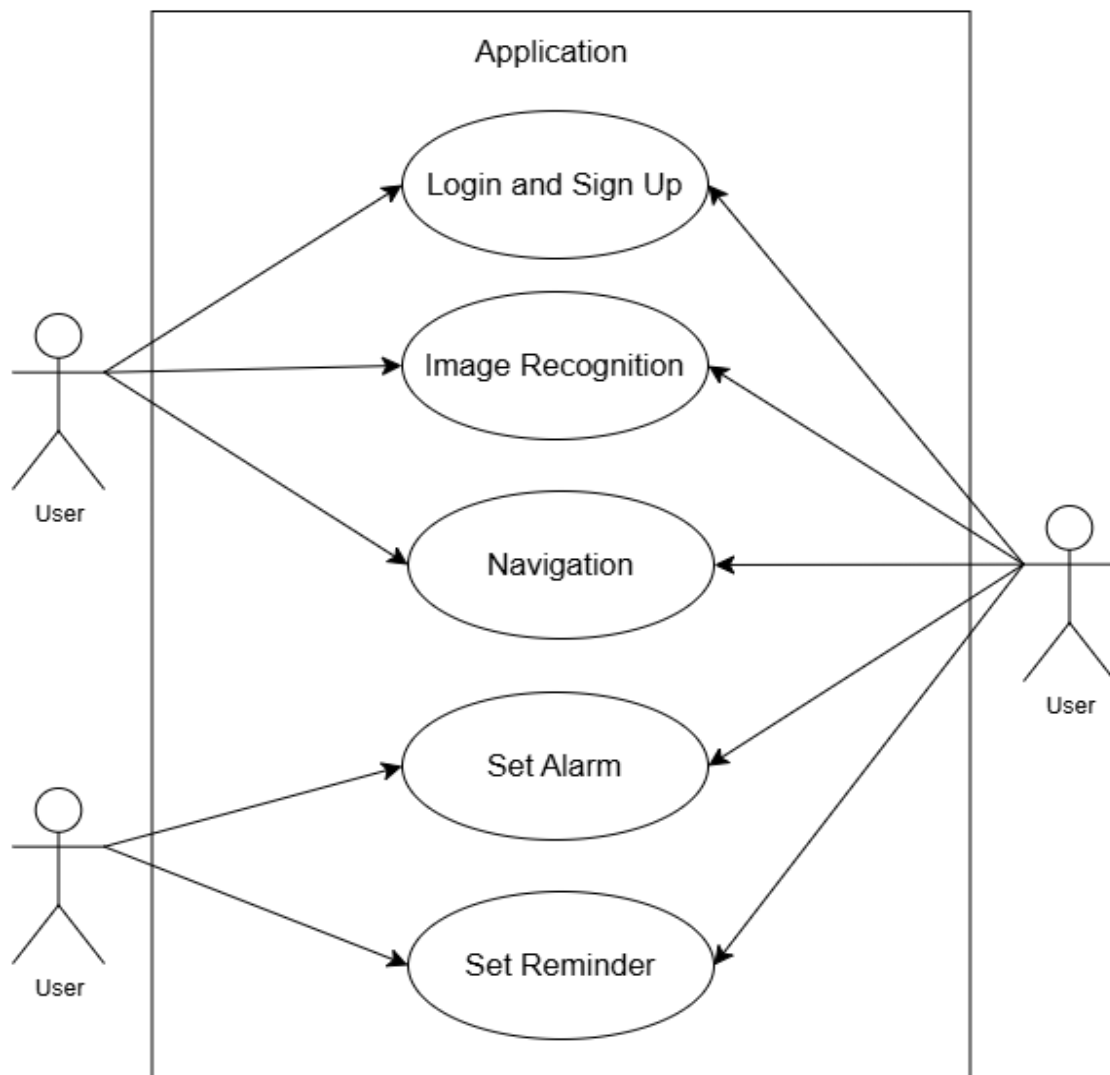 Application
Login and Sign Up
Image Recognition
User
Navigation
User
Set Alarm
Set Reminder
User